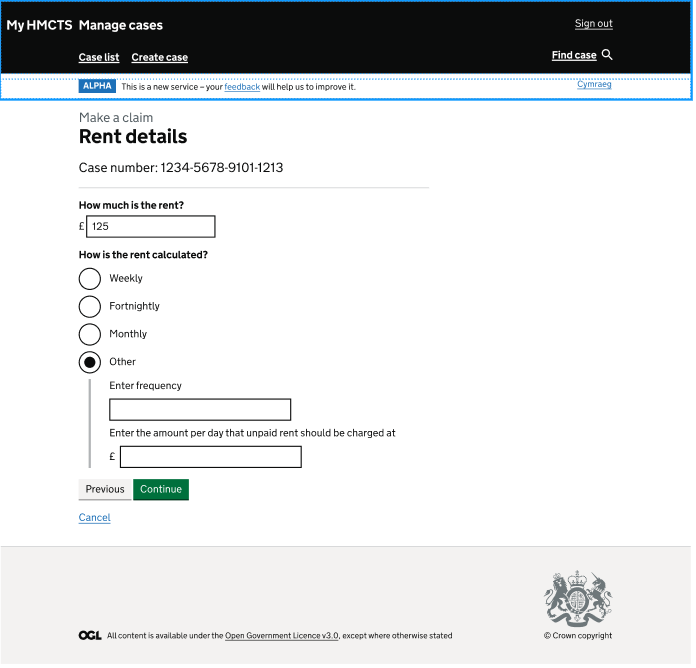 My HMCTS Manage cases
Sign out
Case list Create case
Find case
ALPHA This is a new service – your feedback will help us to improve it.
Cymraeg
Make a claim
Rent details
Case number: 1234-5678-9101-1213
How much is the rent?
£ 125
How is the rent calculated?
Weekly
Fortnightly
Monthly
Other
Enter frequency
Enter the amount per day that unpaid rent should be charged at
£
Previous Continue
Cancel
OGL All content is available under the Open Government Licence v3.0, except where otherwise stated
© Crown copyright